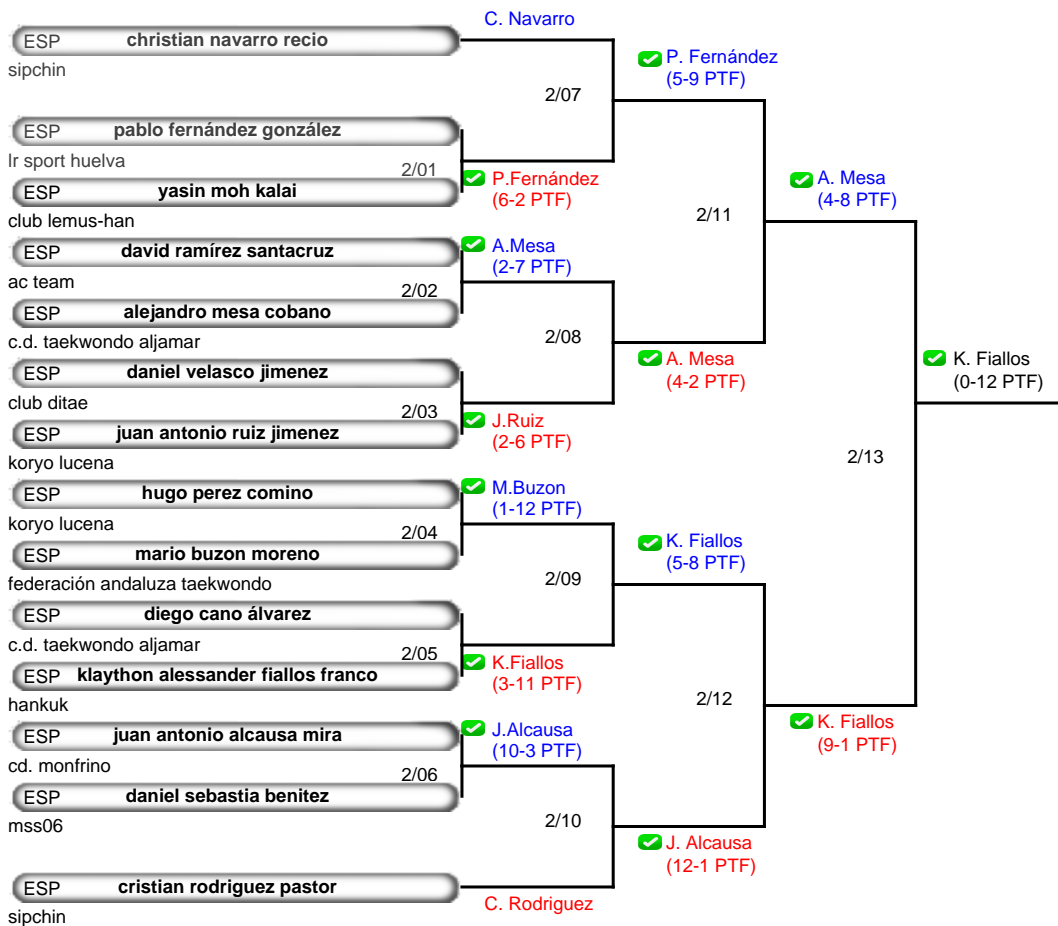 C. Navarro
ESP christian navarro recio
sipchin
P. Fernández
(5-9 PTF)
2/07
ESP pablo fernández gonzález
lr sport huelva
2/01
P.Fernández
(6-2 PTF)
ESP yasin moh kalai
club lemus-han
A. Mesa
(4-8 PTF)
2/11
ESP david ramírez santacruz
ac team
A.Mesa
(2-7 PTF)
2/02
ESP alejandro mesa cobano
c.d. taekwondo aljamar
2/08
A. Mesa
(4-2 PTF)
K. Fiallos
(0-12 PTF)
ESP daniel velasco jimenez
club ditae
2/03
J.Ruiz
(2-6 PTF)
ESP juan antonio ruiz jimenez
koryo lucena
2/13
ESP hugo perez comino
koryo lucena
M.Buzon
(1-12 PTF)
2/04
ESP mario buzon moreno
federación andaluza taekwondo
K. Fiallos
(5-8 PTF)
2/09
ESP diego cano álvarez
c.d. taekwondo aljamar
2/05
K.Fiallos
(3-11 PTF)
ESP klaython alessander fiallos franco
hankuk
2/12
K. Fiallos
(9-1 PTF)
ESP juan antonio alcausa mira
cd. monfrino
J.Alcausa
(10-3 PTF)
2/06
ESP daniel sebastia benitez
mss06
2/10
J. Alcausa
(12-1 PTF)
ESP cristian rodriguez pastor
sipchin
C. Rodriguez